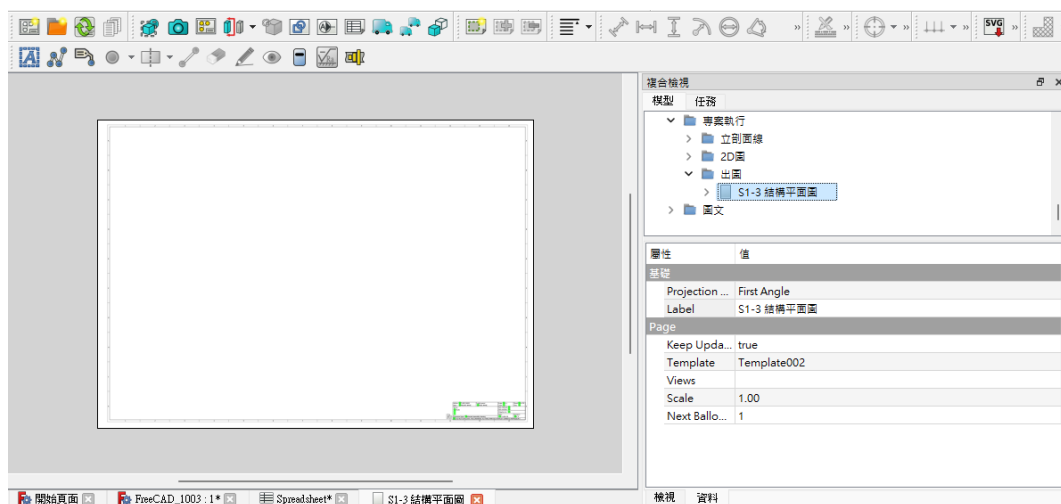 SVG
A
複合檢視
模型 任務
專案執行
立剖面線
2D圖
出圖
S1-3 結構平面圖
圖文
屬性 值
基礎
Projection ... First Angle
Label S1-3 結構平面圖
Page
Keep Upda... true
Template Template002
Views
Scale 1.00
Next Ballo... 1
開始頁面 FreeCAD_1003 : 1* Spreadsheet* S1-3 結構平面圖
檢視 資料